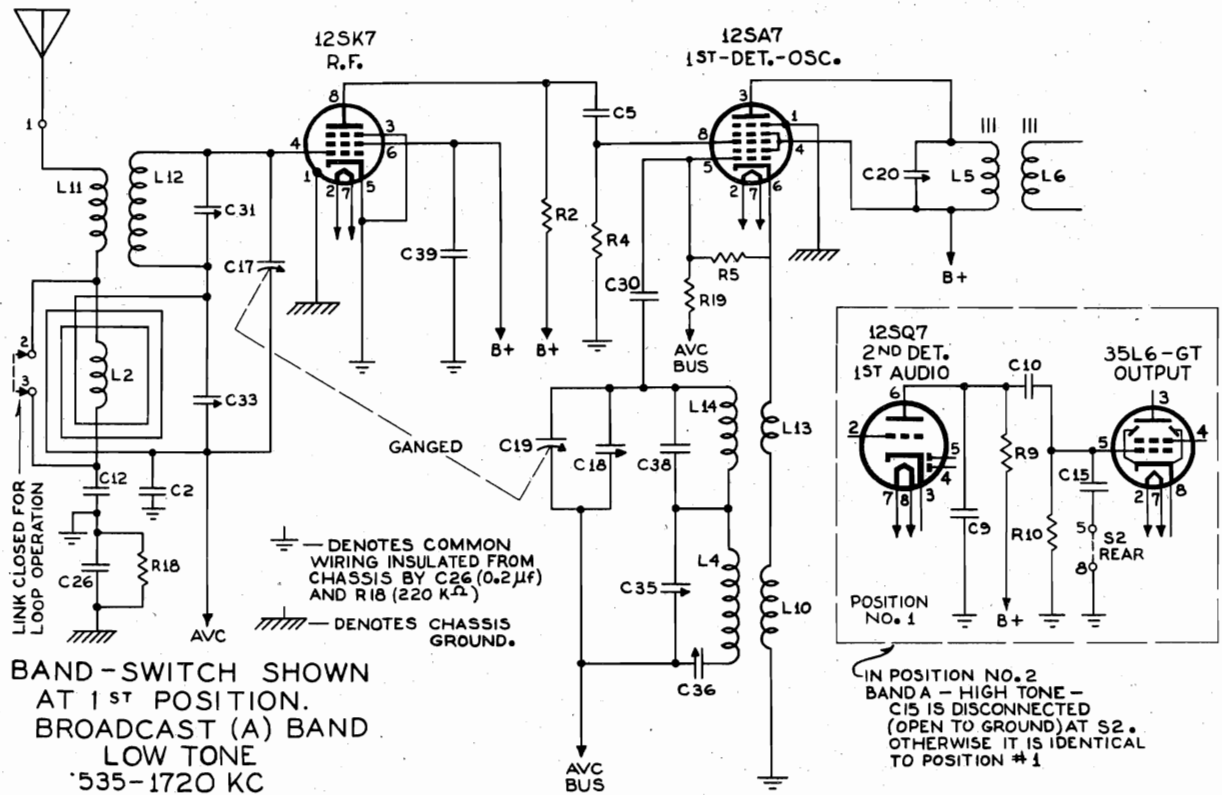 12SK7
R.F.
12SA7
1ST-DET.-OSC.
1
8
3
6
4
1
2
7
5
C5
3
1
8
4
5
2
7
6
L11
L12
C31
C17
C39
R2
R4
C30
R5
R19
C20
L5
L6
B+
B+
B+
AVC
BUS
2
3
L2
C33
GANGED
C12
C2
C26
R18
AVC
LINK CLOSED FOR
LOOP OPERATION
C19
C18
C38
L14
L13
C35
L4
L10
C36
AVC
BUS
— DENOTES COMMON
WIRING INSULATED FROM
CHASSIS BY C26 (0.2µf)
AND R18 (220 KΩ)
— DENOTES CHASSIS
GROUND.
12SQ7
2ND DET.
1ST AUDIO
35L6-GT
OUTPUT
6
2
5
4
7
8
3
C10
R9
C9
R10
C15
3
4
5
2
7
8
5
8
S2
REAR
B+
POSITION
NO. 1
IN POSITION NO. 2
BAND A - HIGH TONE -
C15 IS DISCONNECTED
(OPEN TO GROUND) AT S2.
OTHERWISE IT IS IDENTICAL
TO POSITION #1
BAND-SWITCH SHOWN
AT 1ST POSITION.
BROADCAST (A) BAND
LOW TONE
535-1720 KC